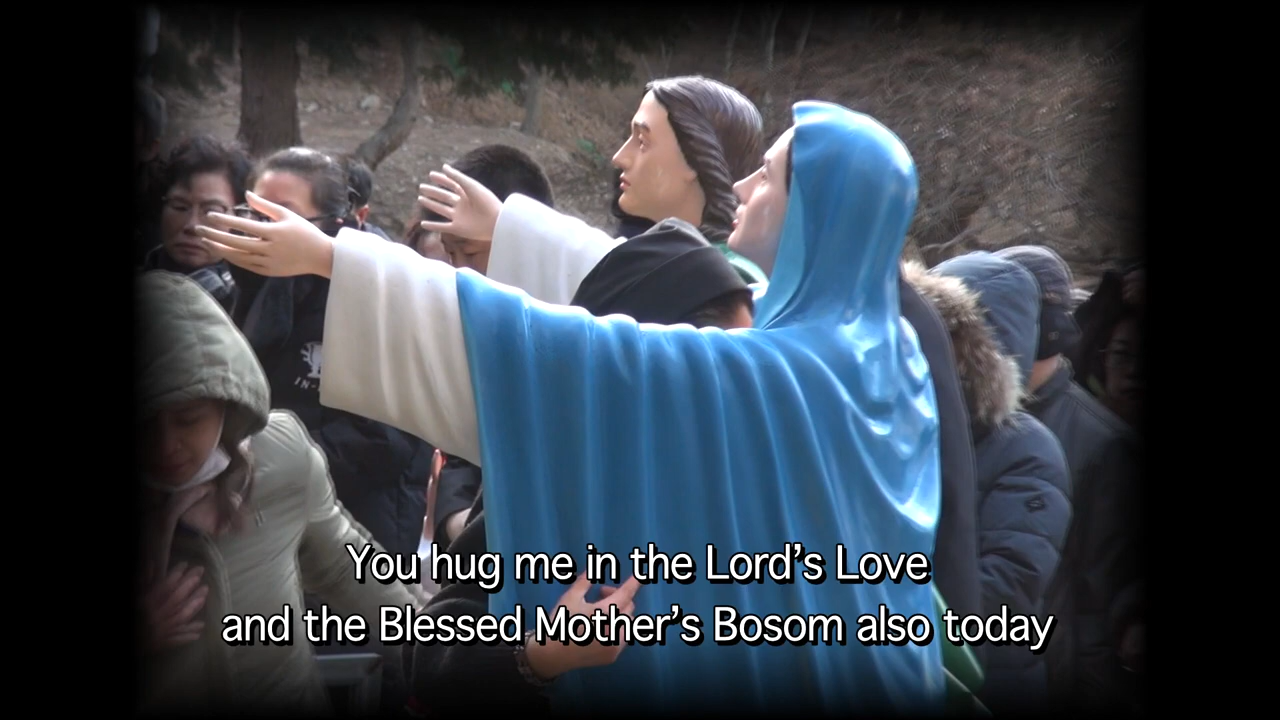 You hug me in the Lord’s Love
and the Blessed Mother’s Bosom also today